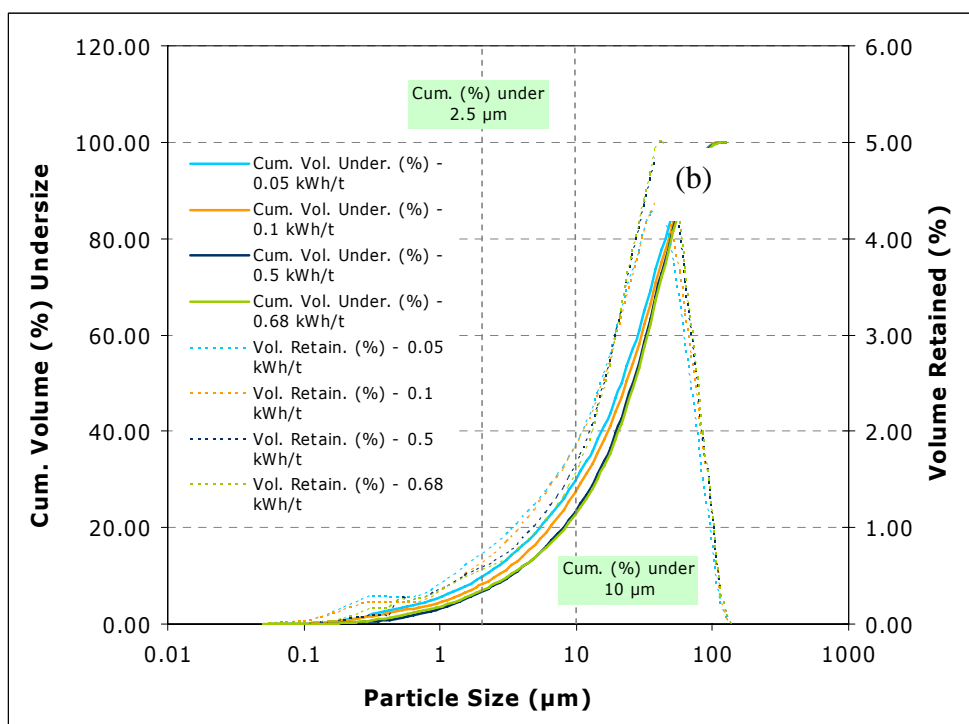 120.00
100.00
80.00
60.00
40.00
20.00
0.00
Cum. Volume (%) Undersize
6.00
5.00
4.00
3.00
2.00
1.00
0.00
Volume Retained (%)
Cum. (%) under
2.5 µm
(b)
Cum. Vol. Under. (%) -
0.05 kWh/t
Cum. Vol. Under. (%) -
0.1 kWh/t
Cum. Vol. Under. (%) -
0.5 kWh/t
Cum. Vol. Under. (%) -
0.68 kWh/t
Vol. Retain. (%) - 0.05
kWh/t
Vol. Retain. (%) - 0.1
kWh/t
Vol. Retain. (%) - 0.5
kWh/t
Vol. Retain. (%) - 0.68
kWh/t
Cum. (%) under
10 µm
0.01 0.1 1 10 100 1000
Particle Size (µm)